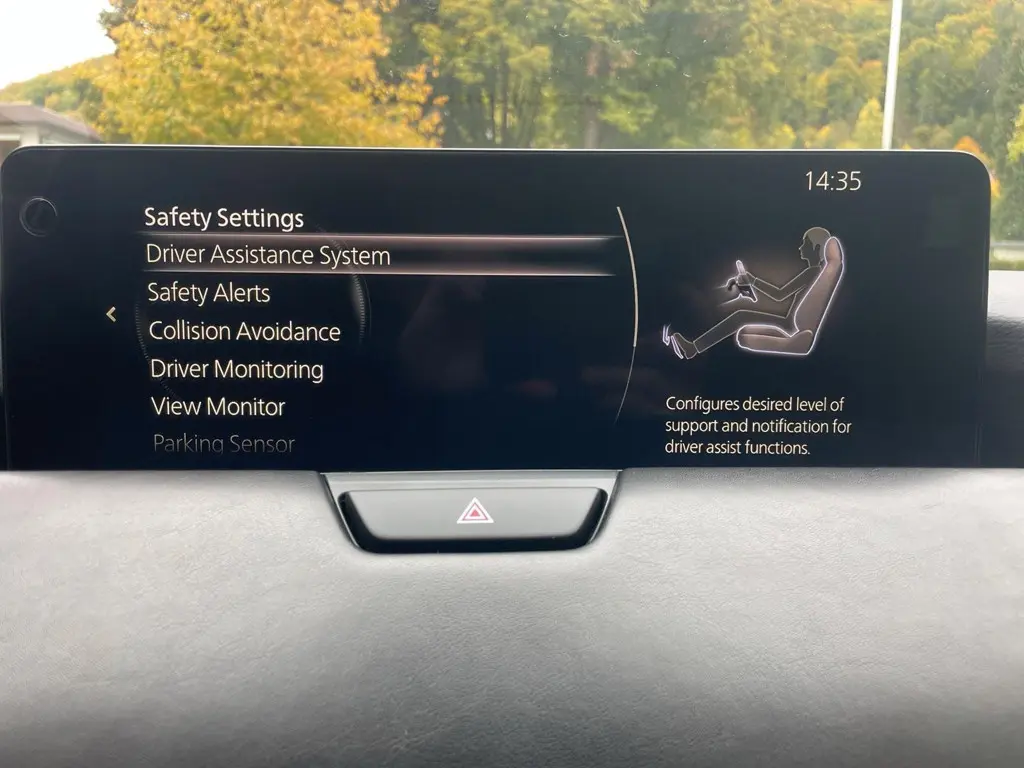 14:35
Safety Settings
Driver Assistance System
Safety Alerts
Collision Avoidance
Driver Monitoring
View Monitor
Parking Sensor
Configures desired level of
support and notification for
driver assist functions.